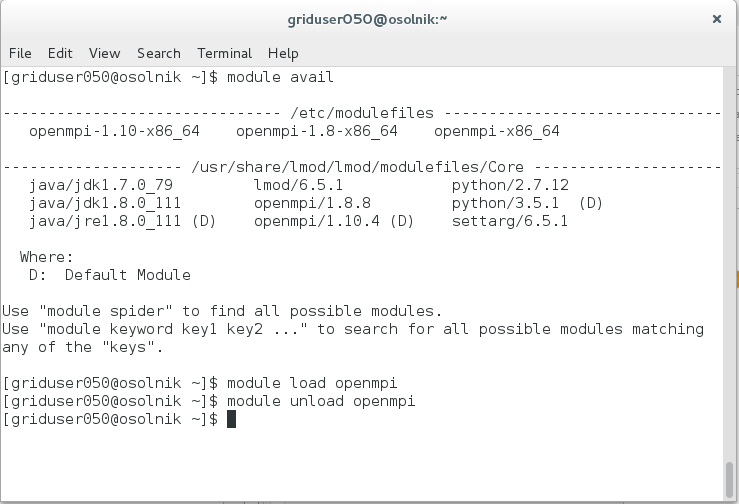 griduser050@osolnik:~
File Edit View Search Terminal Help
[griduser050@osolnik ~]$ module avail
------------------------------- /etc/modulefiles -------------------------------
openmpi-1.10-x86_64 openmpi-1.8-x86_64 openmpi-x86_64
-------------------- /usr/share/lmod/lmod/modulefiles/Core ---------------------
java/jdk1.7.0_79 lmod/6.5.1 python/2.7.12
java/jdk1.8.0_111 openmpi/1.8.8 python/3.5.1 (D)
java/jre1.8.0_111 (D) openmpi/1.10.4 (D) settarg/6.5.1
Where:
D: Default Module
Use "module spider" to find all possible modules.
Use "module keyword key1 key2 ..." to search for all possible modules matching
any of the "keys".
[griduser050@osolnik ~]$ module load openmpi
[griduser050@osolnik ~]$ module unload openmpi
[griduser050@osolnik ~]$